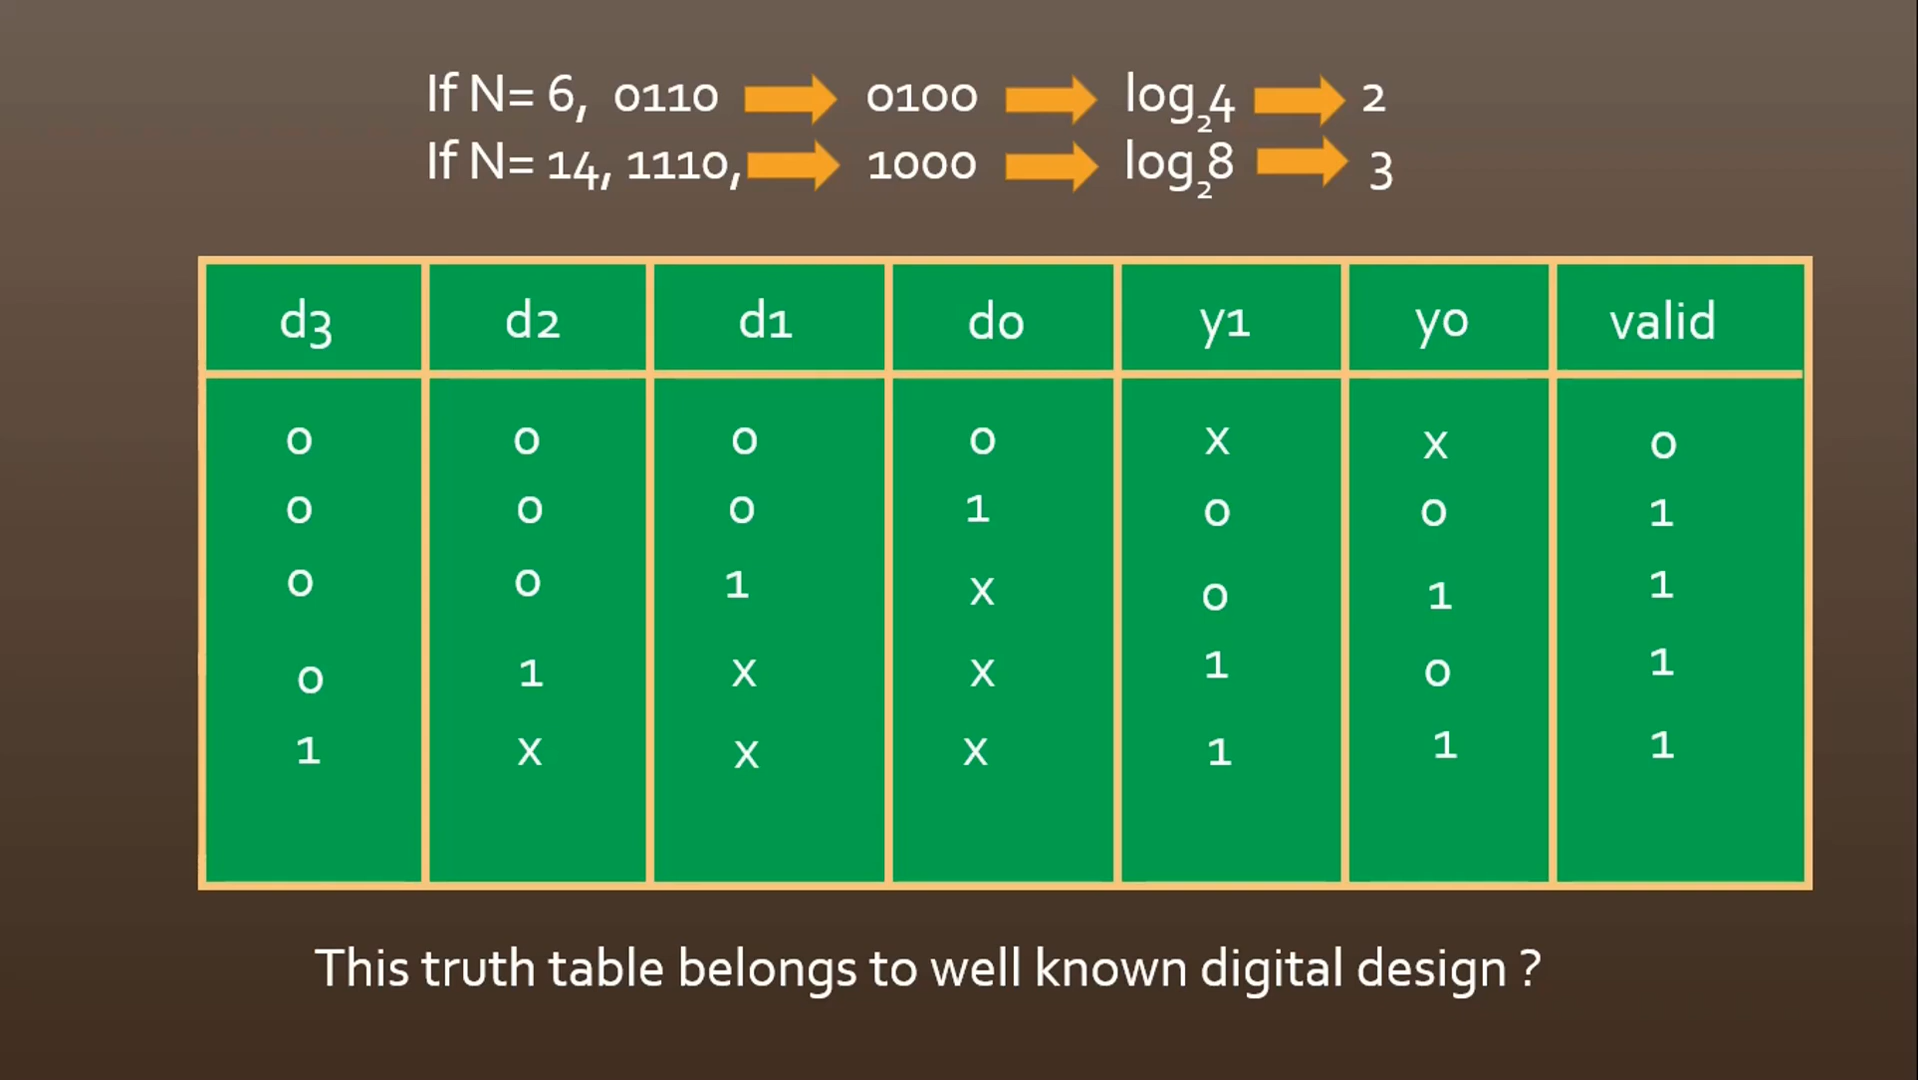 If N= 6, 0110 0100 log₂4 2
If N= 14, 1110, 1000 log₂8 3
d3 d2 d1 d0 y1 y0 valid
0 0 0 0 x x 0
0 0 0 1 0 0 1
0 0 1 x 0 1 1
0 1 x x 1 0 1
1 x x x 1 1 1
This truth table belongs to well known digital design ?